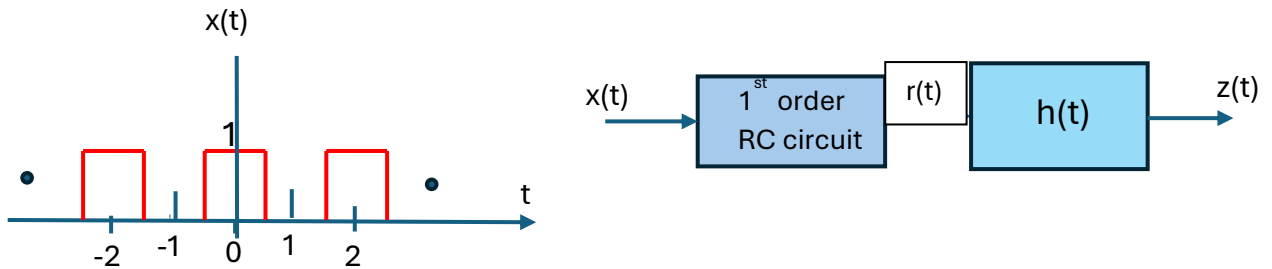 x(t)
1
t
-2
-1
0
1
2
x(t)
1st order
RC circuit
r(t)
h(t)
z(t)